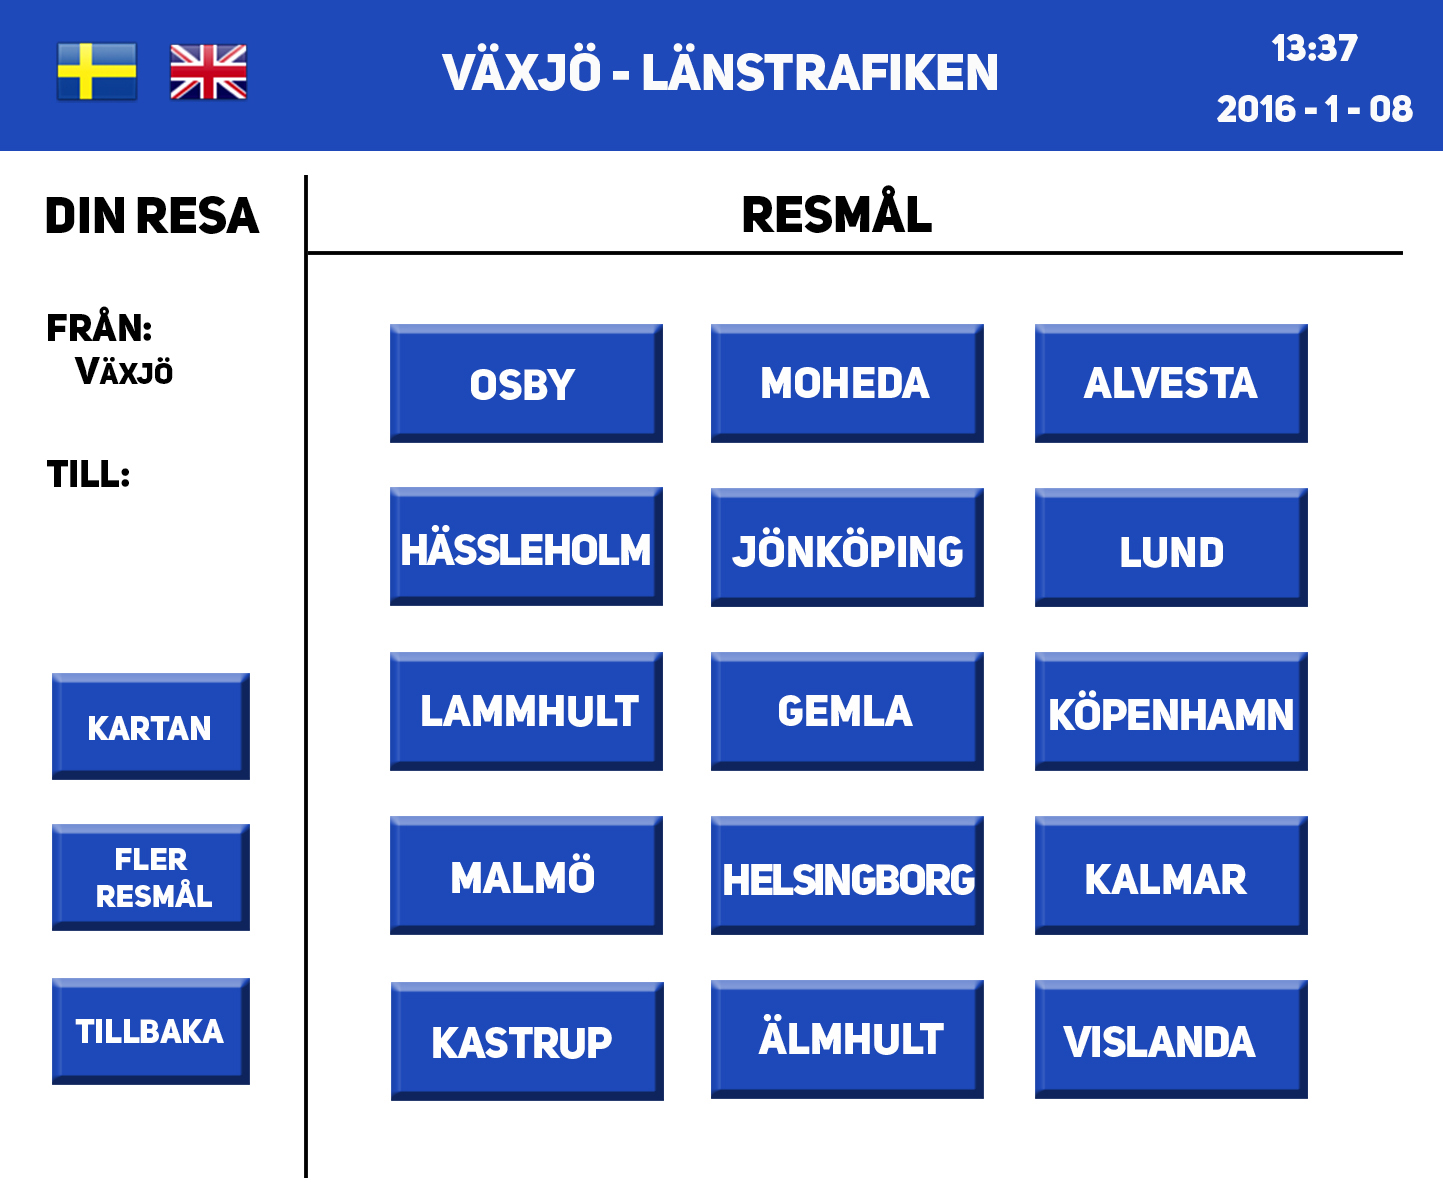 VÄXJÖ - LÄNSTRAFIKEN
13:37
2016 - 1 - 08
DIN RESA
FRÅN:
VÄXJÖ
TILL:
KARTAN
FLER
RESMÅL
TILLBAKA
RESMÅL
OSBY MOHEDA ALVESTA
HÄSSLEHOLM JÖNKÖPING LUND
LAMMHULT GEMLA KÖPENHAMN
MALMÖ HELSINGBORG KALMAR
KASTRUP ÄLMHULT VISLANDA